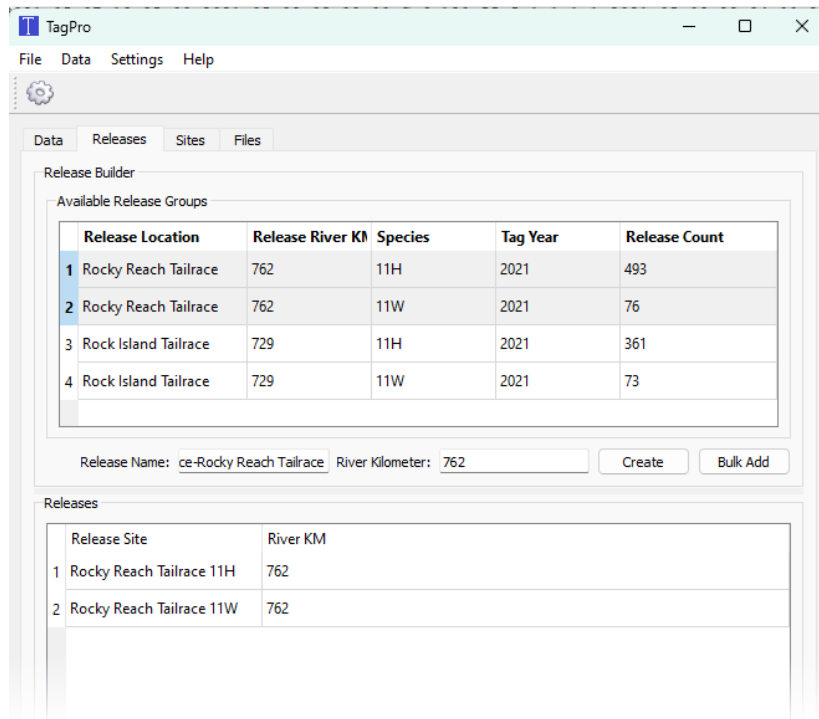 TagPro
File Data Settings Help
Data Releases Sites Files
Release Builder
Available Release Groups
Release Location Release River KM Species Tag Year Release Count
1 Rocky Reach Tailrace 762 11H 2021 493
2 Rocky Reach Tailrace 762 11W 2021 76
3 Rock Island Tailrace 729 11H 2021 361
4 Rock Island Tailrace 729 11W 2021 73
Release Name: ce-Rocky Reach Tailrace River Kilometer: 762 Create Bulk Add
Releases
Release Site River KM
1 Rocky Reach Tailrace 11H 762
2 Rocky Reach Tailrace 11W 762